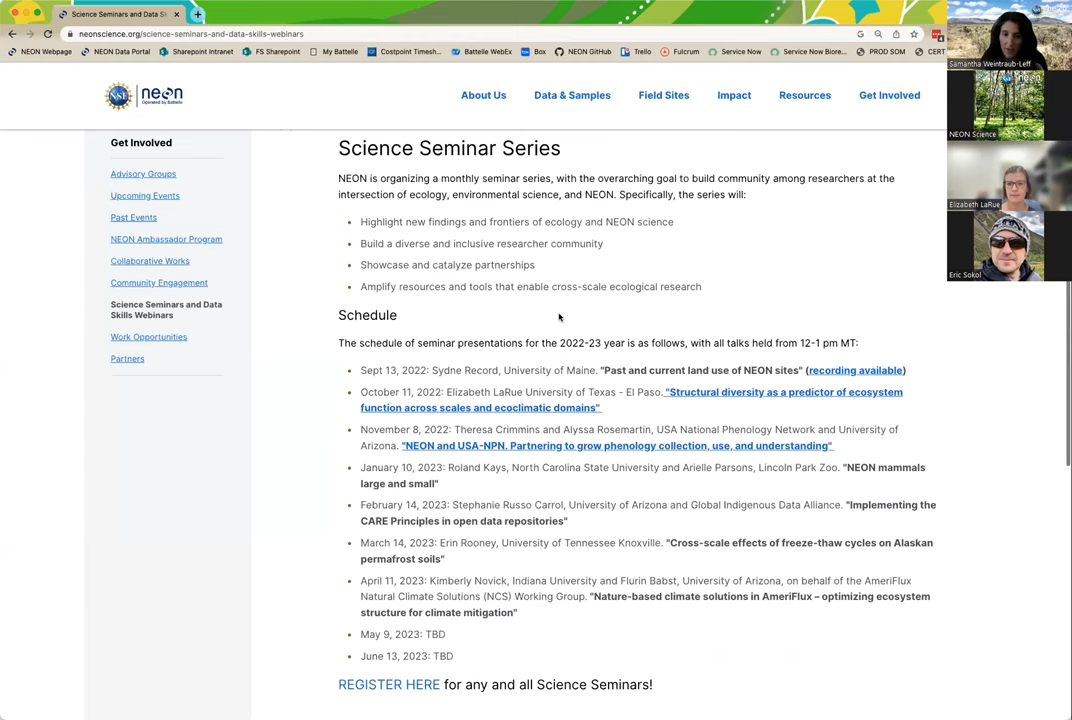 Science Seminars and Data Sk
neonscience.org/science-seminars-and-data-skills-webinars
NEON Webpage
NEON Data Portal
Sharepoint Intranet
FS Sharepoint
My Battelle
Costpoint Timesh...
Battelle WebEx
Box
NEON GitHub
Trello
Fulcrum
Service Now
Service Now Biore...
PROD SOM
CERT
NSF
neon
Operated by Battelle
About Us
Data & Samples
Field Sites
Impact
Resources
Get Involved
Get Involved
Advisory Groups
Upcoming Events
Past Events
NEON Ambassador Program
Collaborative Works
Community Engagement
Science Seminars and Data
Skills Webinars
Work Opportunities
Partners
Science Seminar Series
NEON is organizing a monthly seminar series, with the overarching goal to build community among researchers at the
intersection of ecology, environmental science, and NEON. Specifically, the series will:
• Highlight new findings and frontiers of ecology and NEON science
• Build a diverse and inclusive researcher community
• Showcase and catalyze partnerships
• Amplify resources and tools that enable cross-scale ecological research
Schedule
The schedule of seminar presentations for the 2022-23 year is as follows, with all talks held from 12-1 pm MT:
• Sept 13, 2022: Sydne Record, University of Maine. "Past and current land use of NEON sites" (recording available)
• October 11, 2022: Elizabeth LaRue University of Texas - El Paso. "Structural diversity as a predictor of ecosystem
function across scales and ecoclimatic domains"
• November 8, 2022: Theresa Crimmins and Alyssa Rosemartin, USA National Phenology Network and University of
Arizona. "NEON and USA-NPN. Partnering to grow phenology collection, use, and understanding"
• January 10, 2023: Roland Kays, North Carolina State University and Arielle Parsons, Lincoln Park Zoo. "NEON mammals
large and small"
• February 14, 2023: Stephanie Russo Carrol, University of Arizona and Global Indigenous Data Alliance. "Implementing the
CARE Principles in open data repositories"
• March 14, 2023: Erin Rooney, University of Tennessee Knoxville. "Cross-scale effects of freeze-thaw cycles on Alaskan
permafrost soils"
• April 11, 2023: Kimberly Novick, Indiana University and Flurin Babst, University of Arizona, on behalf of the AmeriFlux
Natural Climate Solutions (NCS) Working Group. "Nature-based climate solutions in AmeriFlux – optimizing ecosystem
structure for climate mitigation"
• May 9, 2023: TBD
• June 13, 2023: TBD
REGISTER HERE for any and all Science Seminars!
Samantha Weintraub-Leff
neon
NEON Science
Elizabeth LaRue
Eric Sokol